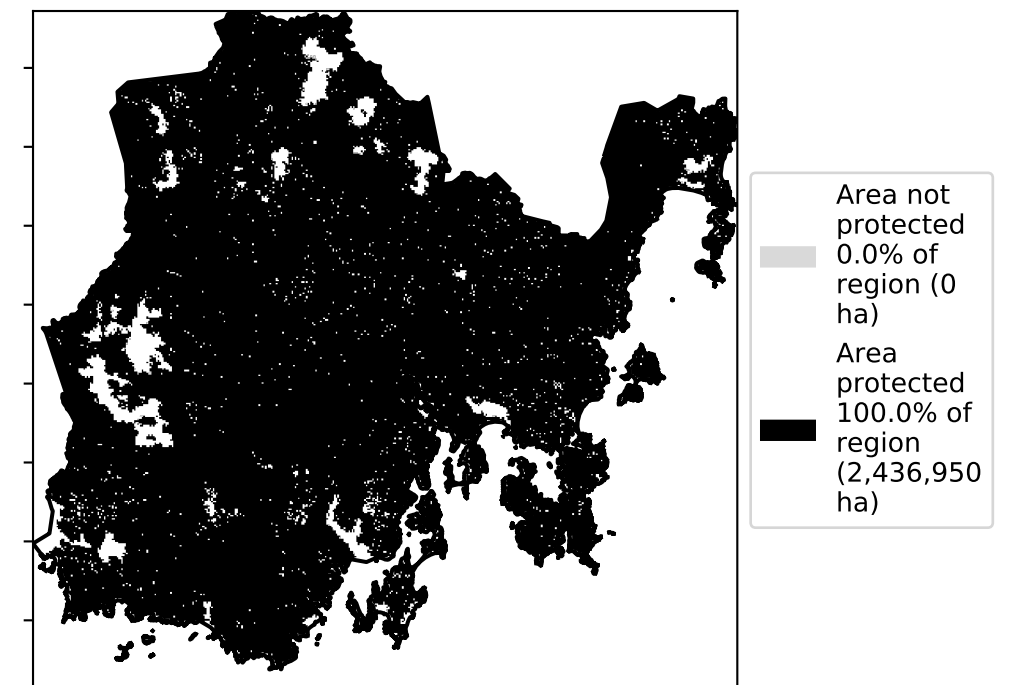 Area not
protected
0.0% of
region (0
ha)
Area
protected
100.0% of
region
(2,436,950
ha)